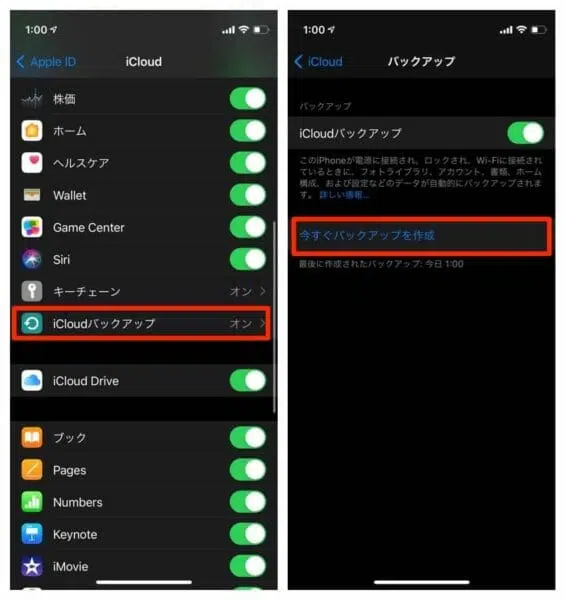 1:00
Apple ID
iCloud
株価
ホーム
ヘルスケア
Wallet
Game Center
Siri
キーチェーン オン
iCloudバックアップ オン
iCloud Drive
ブック
Pages
Numbers
Keynote
iMovie
1:00
iCloud
バックアップ
バックアップ
iCloudバックアップ
このiPhoneが電源に接続され、ロックされ、Wi-Fiに接続され
ているときに、フォトライブラリ、アカウント、書類、ホーム
構成、および設定などのデータが自動的にバックアップされま
す。詳しい情報...
今すぐバックアップを作成
最後に作成されたバックアップ: 今日 1:00